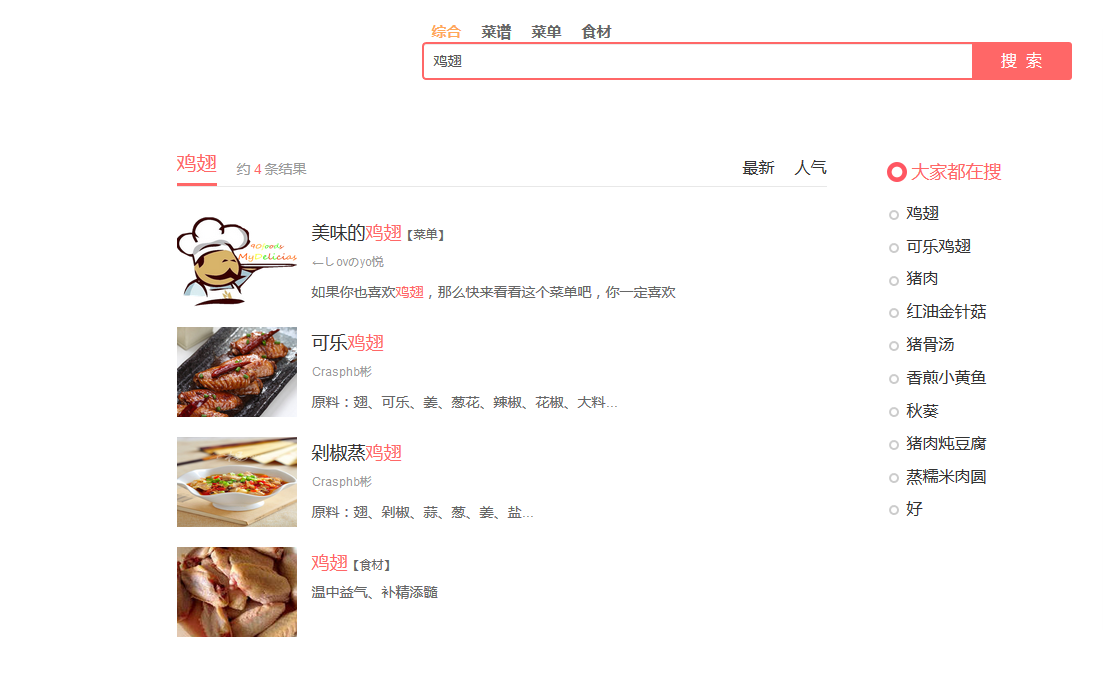 综合 菜谱 菜单 食材
鸡翅 搜 索
鸡翅 约 4 条结果 最新 人气
美味的鸡翅【菜单】
←しovのyo悦
如果你也喜欢鸡翅，那么快来看看这个菜单吧，你一定喜欢
90foods
MyDelicias
可乐鸡翅
Crasphb彬
原料：翅、可乐、姜、葱花、辣椒、花椒、大料...
剁椒蒸鸡翅
Crasphb彬
原料：翅、剁椒、蒜、葱、姜、盐...
鸡翅【食材】
温中益气、补精添髓
大家都在搜
鸡翅
可乐鸡翅
猪肉
红油金针菇
猪骨汤
香煎小黄鱼
秋葵
猪肉炖豆腐
蒸糯米肉圆
好